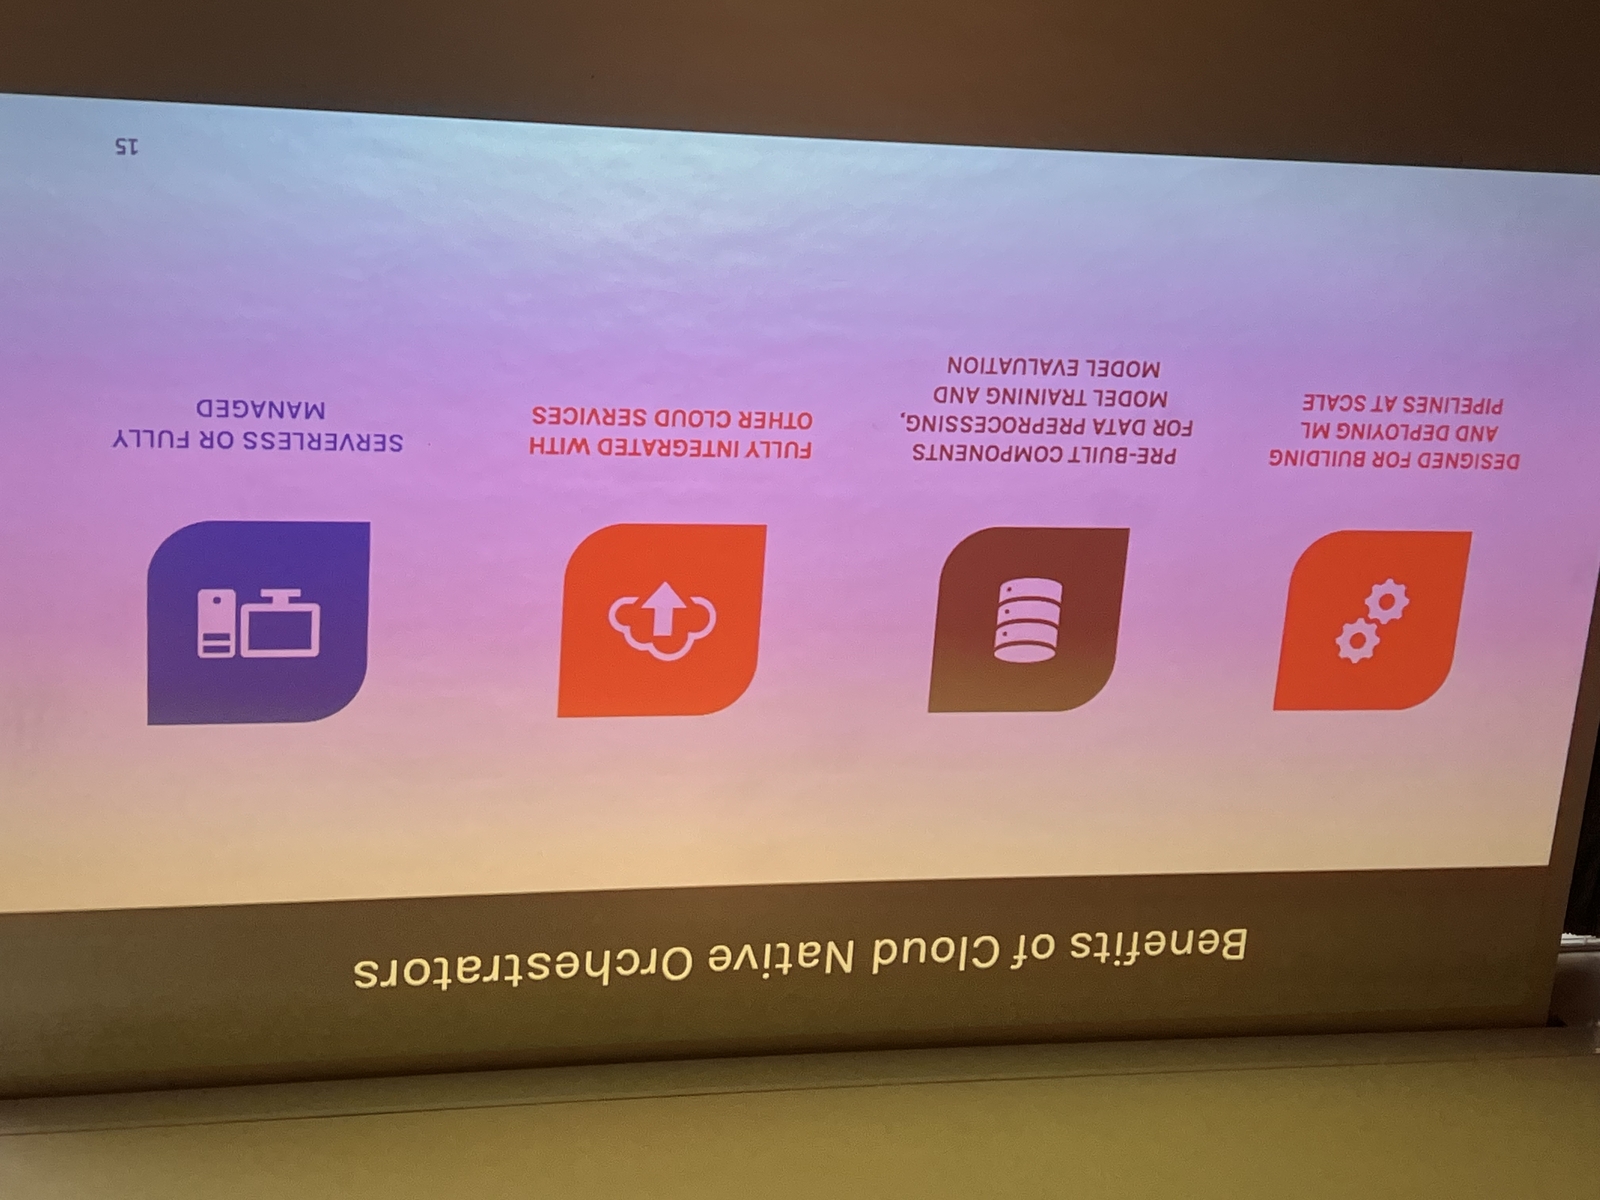 Benefits of Cloud Native Orchestrators
DESIGNED FOR BUILDING
AND DEPLOYING ML
PIPELINES AT SCALE
PRE-BUILT COMPONENTS
FOR DATA PREPROCESSING,
MODEL TRAINING AND
MODEL EVALUATION
FULLY INTEGRATED WITH
OTHER CLOUD SERVICES
SERVERLESS OR FULLY
MANAGED
15